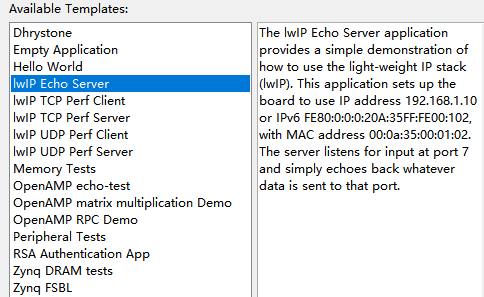 Available Templates:
Dhrystone
Empty Application
Hello World
lwIP Echo Server
lwIP TCP Perf Client
lwIP TCP Perf Server
lwIP UDP Perf Client
lwIP UDP Perf Server
Memory Tests
OpenAMP echo-test
OpenAMP matrix multiplication Demo
OpenAMP RPC Demo
Peripheral Tests
RSA Authentication App
Zynq DRAM tests
Zynq FSBL
The lwIP Echo Server application
provides a simple demonstration of
how to use the light-weight IP stack
(lwIP). This application sets up the
board to use IP address 192.168.1.10
or IPv6 FE80:0:0:0:20A:35FF:FE00:102,
with MAC address 00:0a:35:00:01:02.
The server listens for input at port 7
and simply echoes back whatever
data is sent to that port.